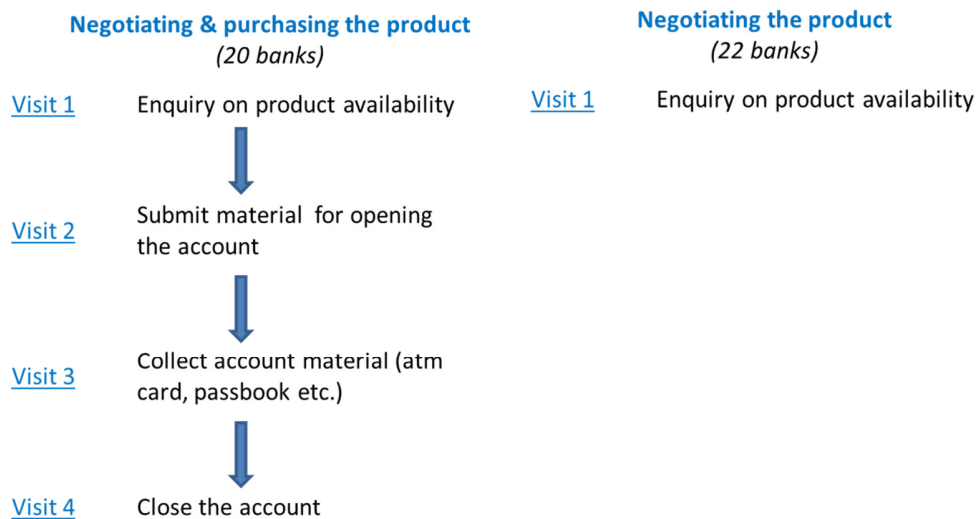 Negotiating & purchasing the product
(20 banks)
Visit 1 Enquiry on product availability
Visit 2 Submit material for opening
the account
Visit 3 Collect account material (atm
card, passbook etc.)
Visit 4 Close the account
Negotiating the product
(22 banks)
Visit 1 Enquiry on product availability